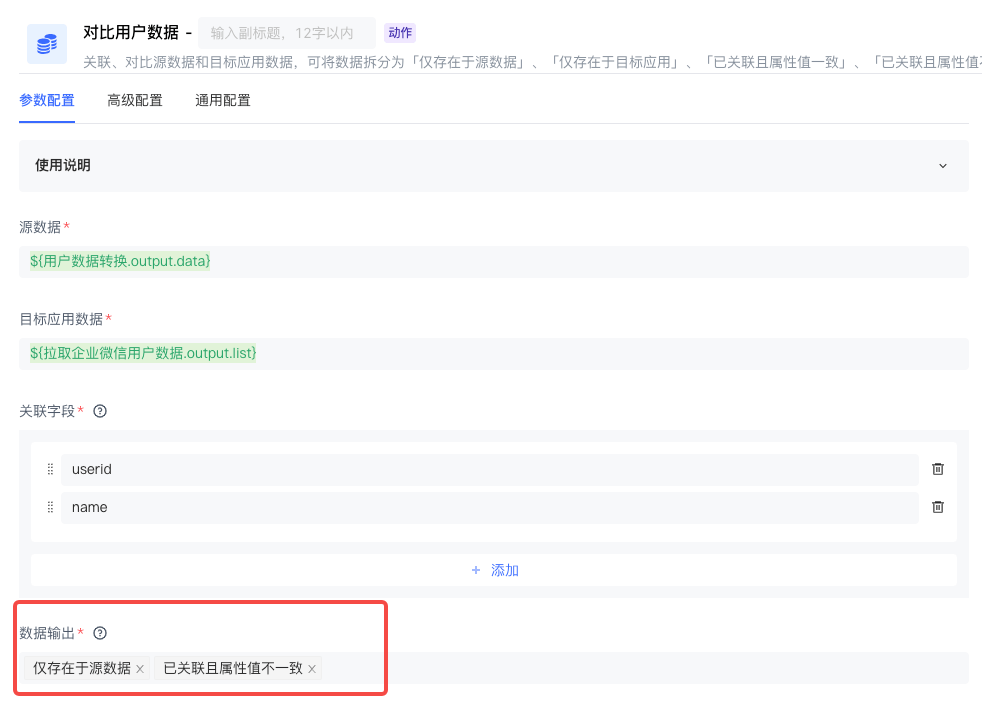 对比用户数据 - 输入副标题，12字以内 动作
关联、对比源数据和目标应用数据，可将数据拆分为「仅存在于源数据」、「仅存在于目标应用」、「已关联且属性值一致」、「已关联且属性值
参数配置 高级配置 通用配置
使用说明
源数据*
${用户数据转换.output.data}
目标应用数据*
${拉取企业微信用户数据.output.list}
关联字段* ?
userid
name
+ 添加
数据输出* ?
仅存在于源数据 × 已关联且属性值不一致 ×